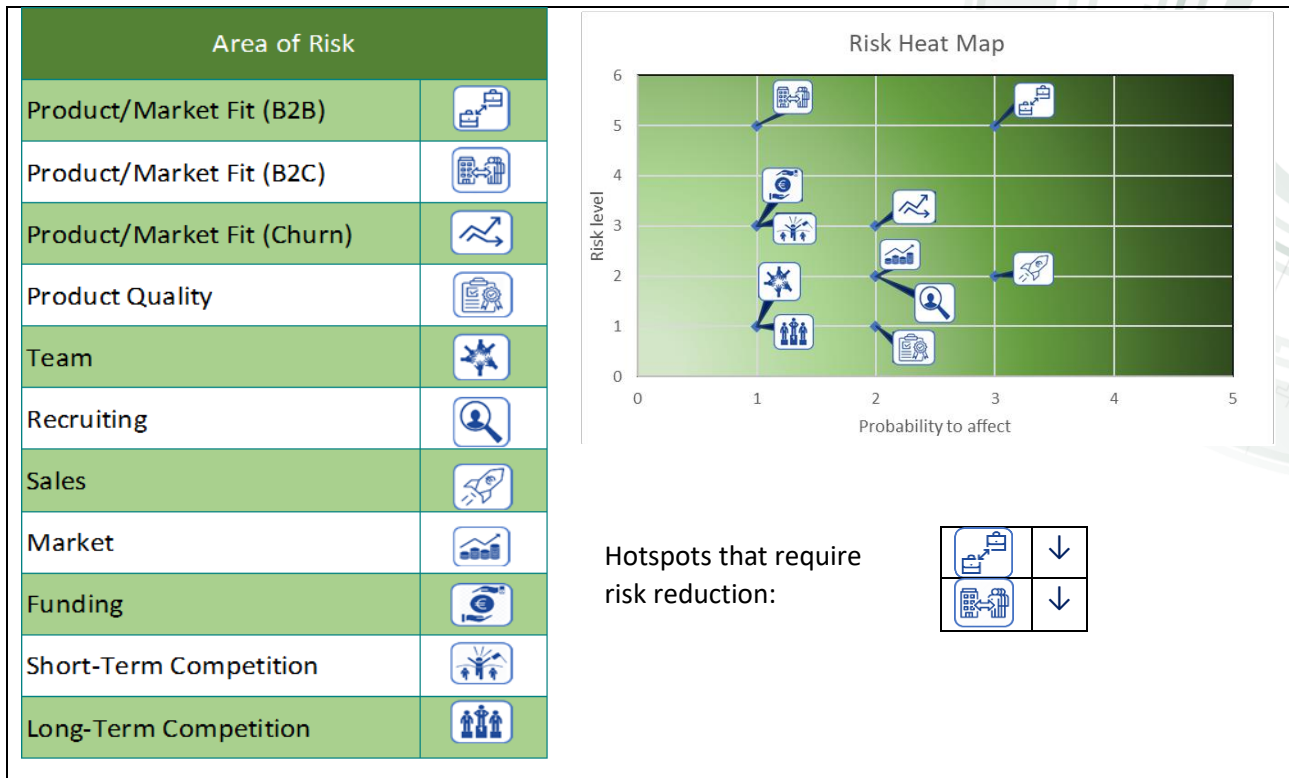 Area of Risk
Product/Market Fit (B2B)
Product/Market Fit (B2C)
Product/Market Fit (Churn)
Product Quality
Team
Recruiting
Sales
Market
Funding
Short-Term Competition
Long-Term Competition
Risk Heat Map
Risk level
6
5
4
3
2
1
0
0 1 2 3 4 5
Probability to affect
Hotspots that require
risk reduction: